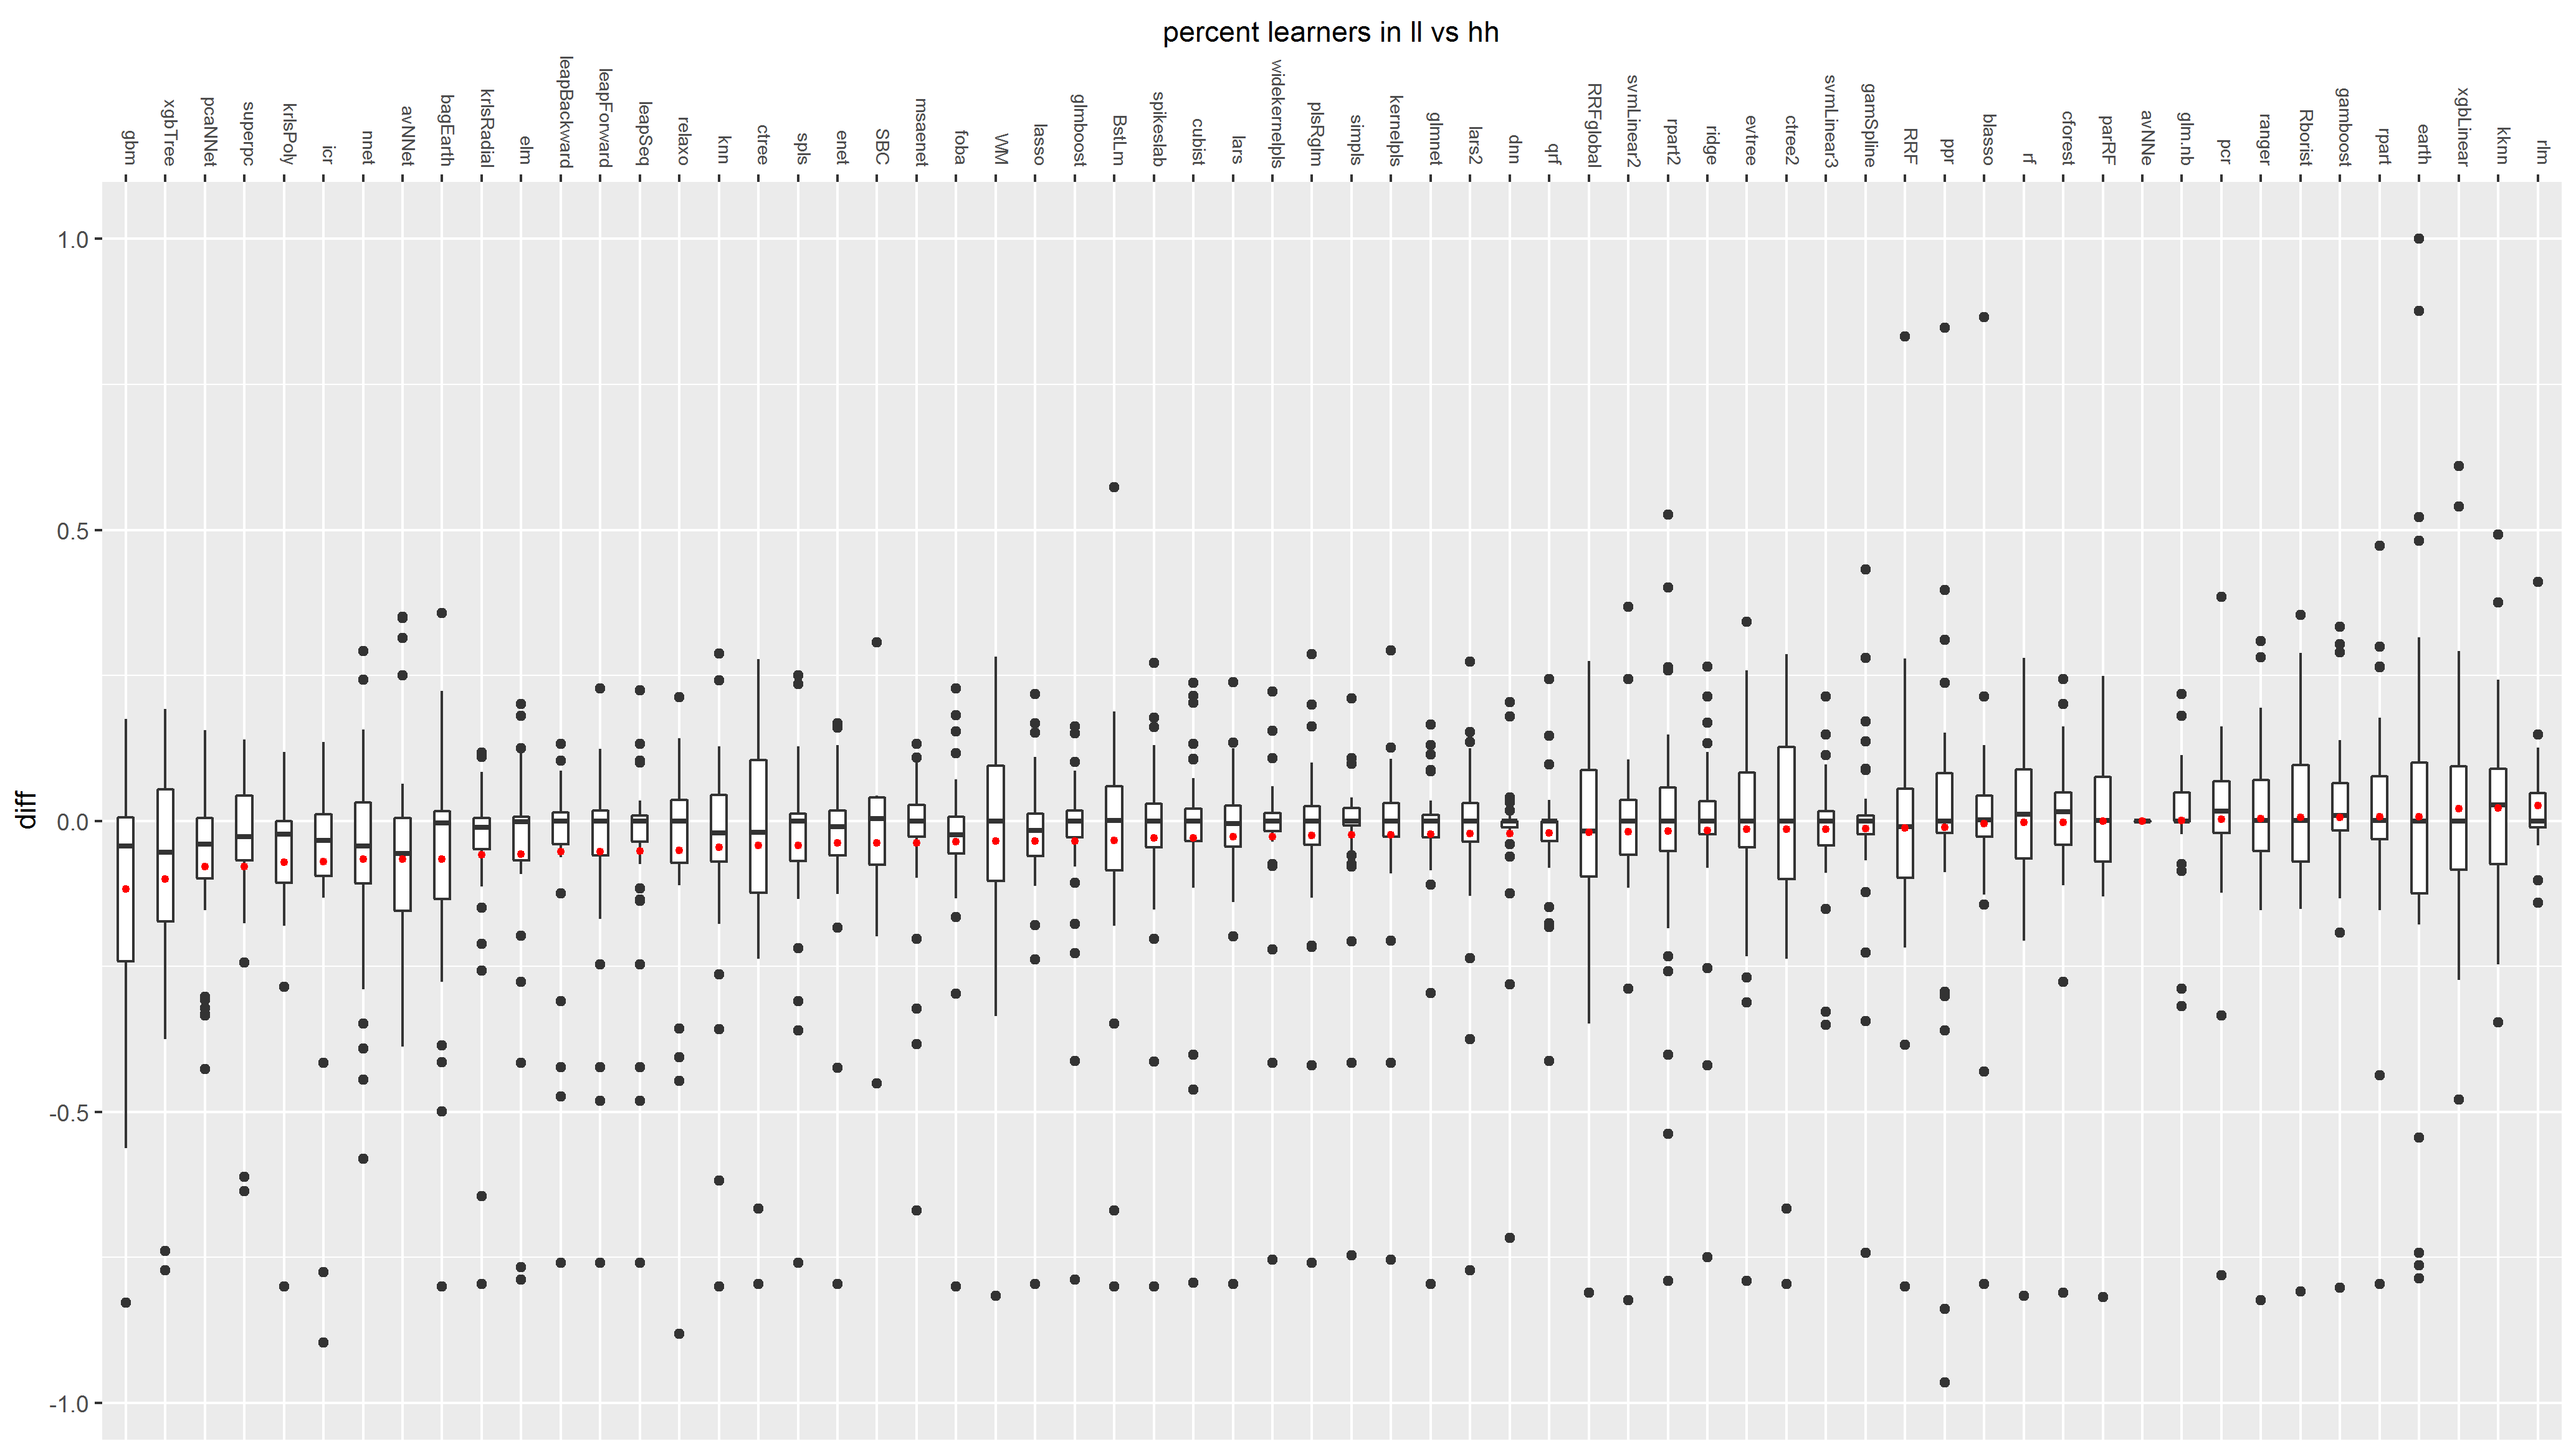 percent learners in ll vs hh
gbm
xgbTree
pcaNNet
superpc
krlsPoly
icr
nnet
avNNet
bagEarth
krlsRadial
elm
leapBackward
leapForward
leapSeq
relaxo
knn
ctree
spls
enet
SBC
msaenet
foba
WM
lasso
glmboost
BstLm
spikeslab
cubist
lars
widekernelpls
plsRglm
simpls
kernelpls
glmnet
lars2
dnn
qrf
RRFglobal
svmLinear2
rpart2
ridge
evtree
ctree2
svmLinear3
gamSpline
RRF
ppr
blasso
rf
cforest
parRF
avNNe
glm.nb
pcr
ranger
Rborist
gamboost
rpart
earth
xgbLinear
kknn
rlm
1.0
0.5
0.0
-0.5
-1.0
diff